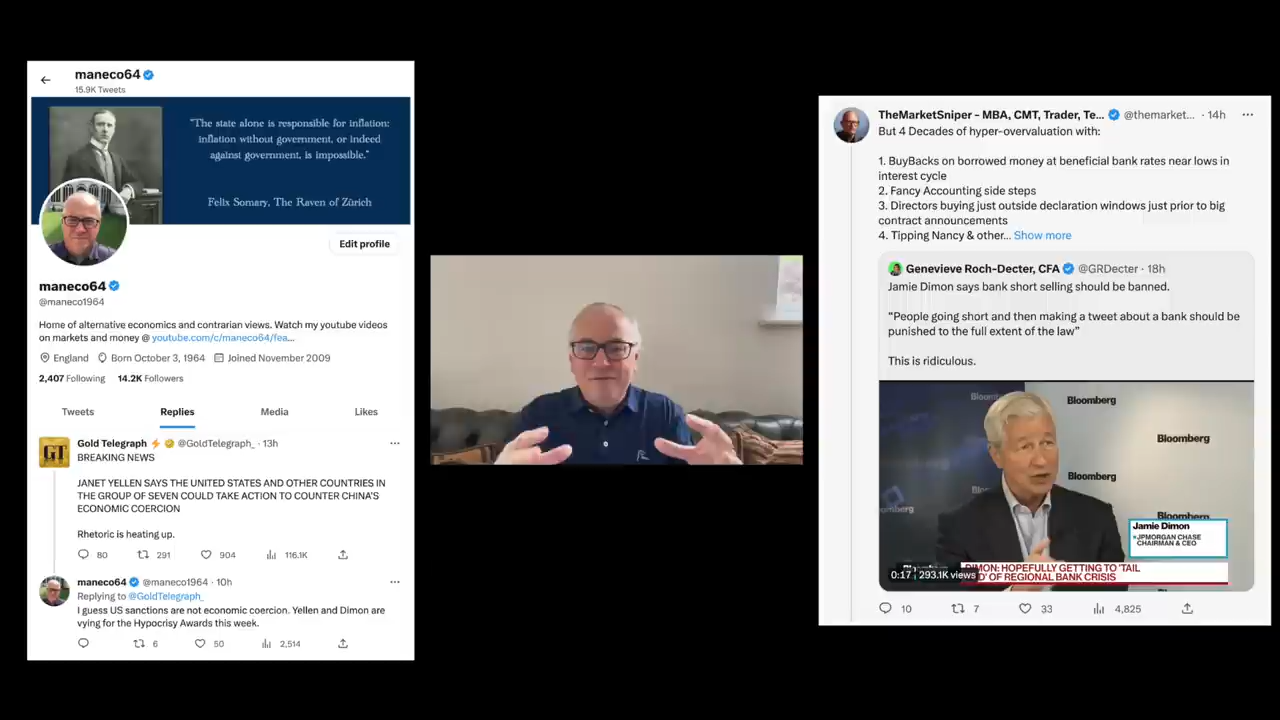 maneco64
15.9K Tweets
"The state alone is responsible for inflation:
inflation without government, or indeed
against government, is impossible."
Felix Somary, The Raven of Zürich
Edit profile
maneco64
@maneco1964
Home of alternative economics and contrarian views. Watch my youtube videos
on markets and money @ youtube.com/c/maneco64/fea...
England Born October 3, 1964 Joined November 2009
2,407 Following 14.2K Followers
Tweets Replies Media Likes
Gold Telegraph ⚡ @GoldTelegraph_ · 13h
BREAKING NEWS
JANET YELLEN SAYS THE UNITED STATES AND OTHER COUNTRIES IN
THE GROUP OF SEVEN COULD TAKE ACTION TO COUNTER CHINA'S
ECONOMIC COERCION
Rhetoric is heating up.
80 291 904 116.1K
maneco64 @maneco1964 · 10h
Replying to @GoldTelegraph_
I guess US sanctions are not economic coercion. Yellen and Dimon are
vying for the Hypocrisy Awards this week.
6 50 2,514
GT
TheMarketSniper - MBA, CMT, Trader, Te... @themarket... · 14h
But 4 Decades of hyper-overvaluation with:
1. BuyBacks on borrowed money at beneficial bank rates near lows in
interest cycle
2. Fancy Accounting side steps
3. Directors buying just outside declaration windows just prior to big
contract announcements
4. Tipping Nancy & other... Show more
Genevieve Roch-Decter, CFA @GRDecter · 18h
Jamie Dimon says bank short selling should be banned.
"People going short and then making a tweet about a bank should be
punished to the full extent of the law"
This is ridiculous.
Bloomberg
Bloomberg
Bloomberg
Bloomberg
Jamie Dimon
JPMORGAN CHASE
CHAIRMAN & CEO
DIMON: HOPEFULLY GETTING TO 'TAIL
OF REGIONAL BANK CRISIS
0:17 293.1K views
10 7 33 4,825